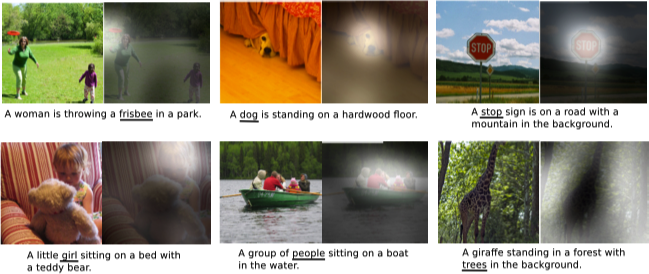 STOP
STOP
A woman is throwing a frisbee in a park.
A dog is standing on a hardwood floor.
A stop sign is on a road with a
mountain in the background.
A little girl sitting on a bed with
a teddy bear.
A group of people sitting on a boat
in the water.
A giraffe standing in a forest with
trees in the background.